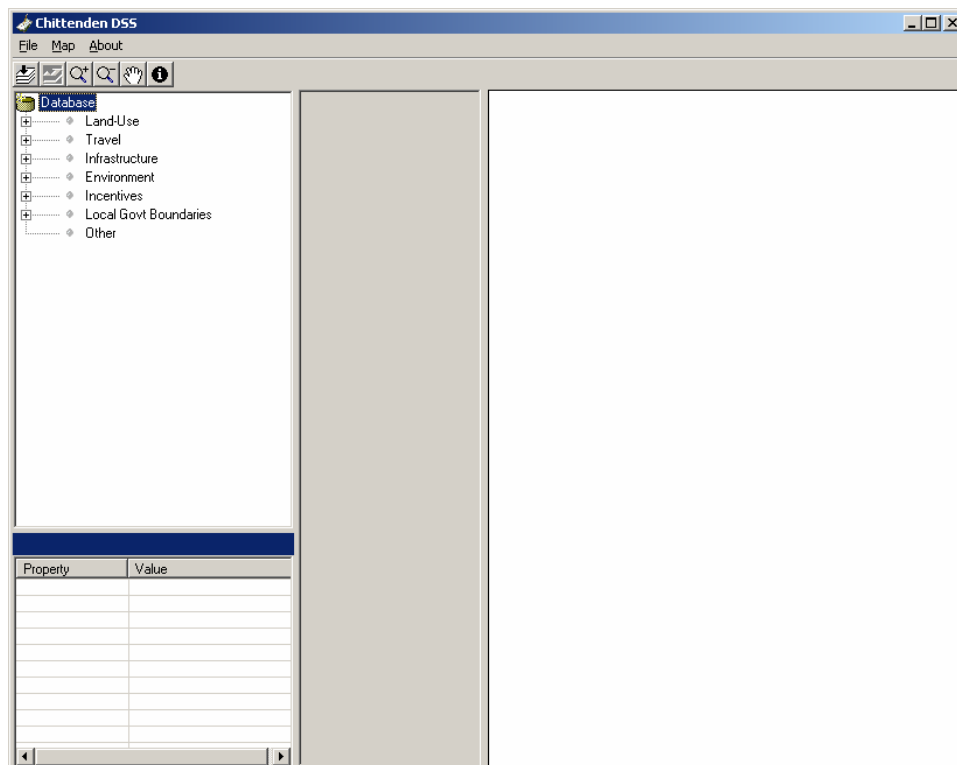 Chittenden DSS
File Map About
Database
Land-Use
Travel
Infrastructure
Environment
Incentives
Local Govt Boundaries
Other
Property Value